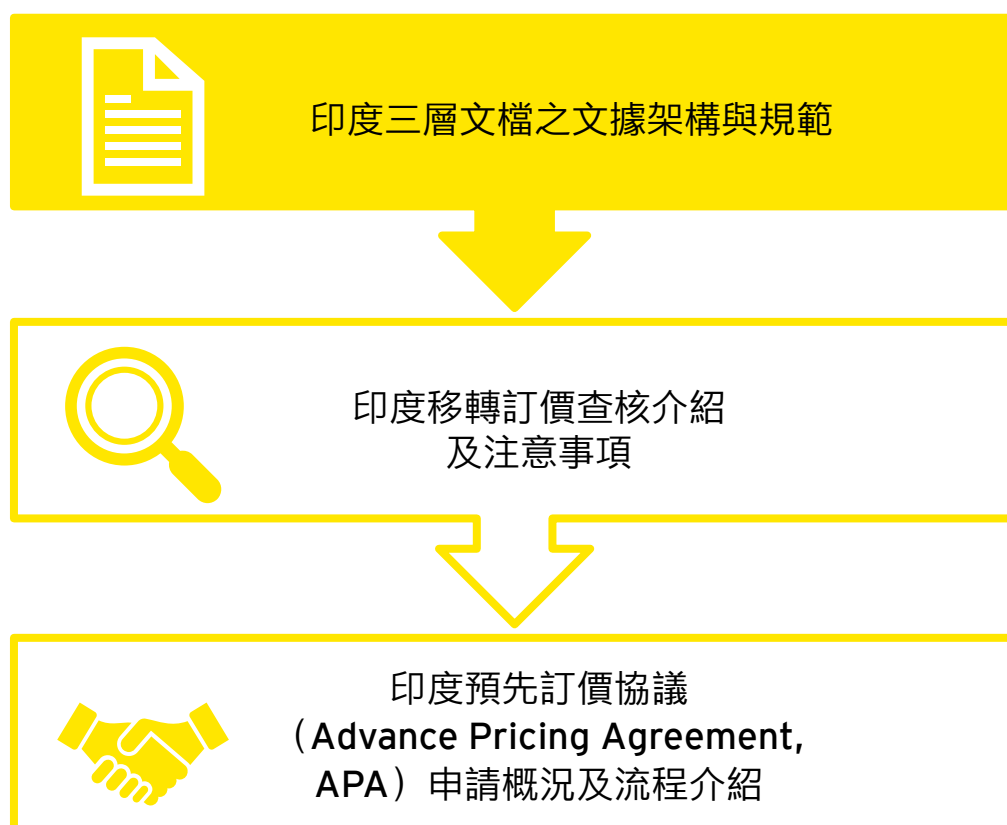 印度三層文檔之文據架構與規範
印度移轉訂價查核介紹
及注意事項
印度預先訂價協議
（Advance Pricing Agreement,
APA）申請概況及流程介紹